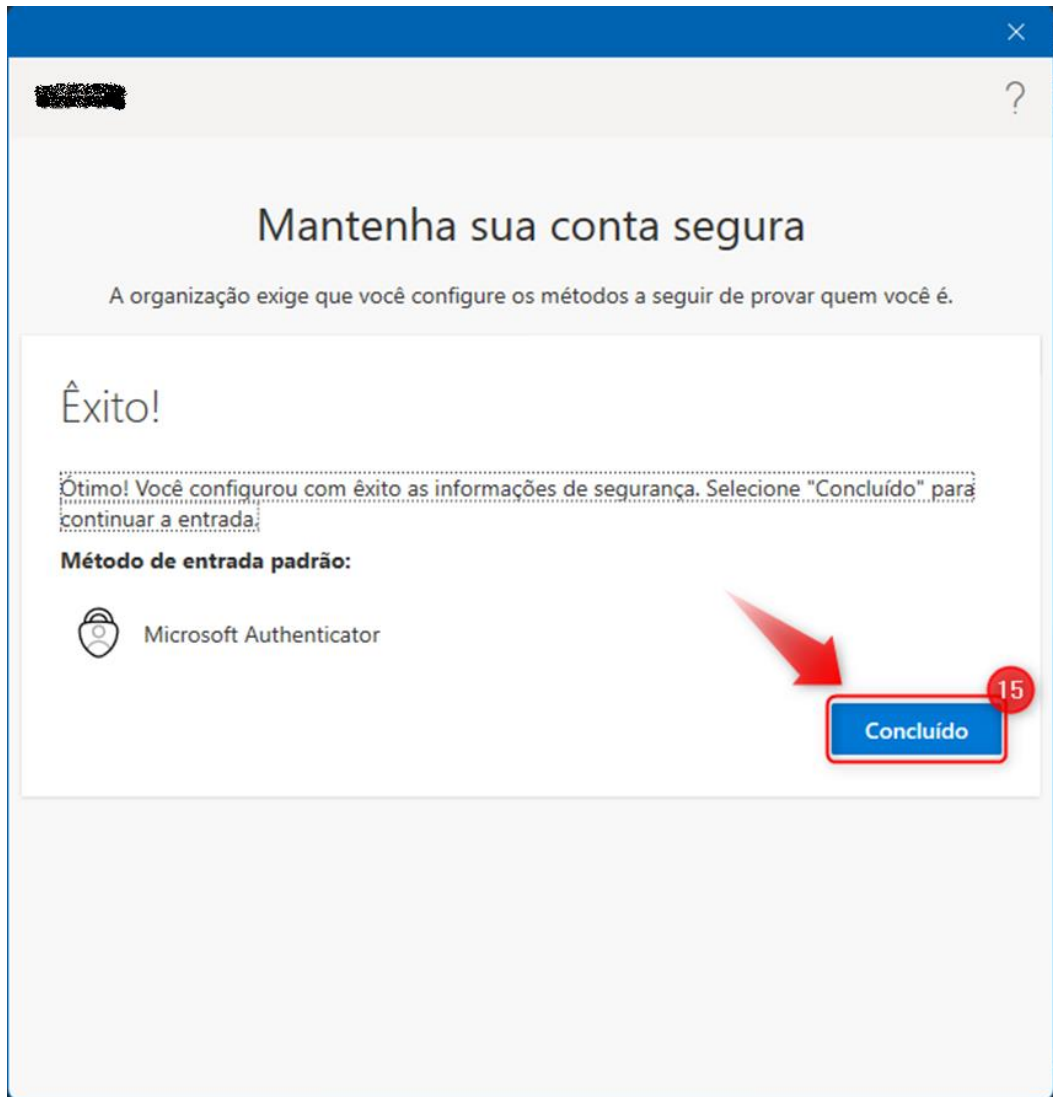 Mantenha sua conta segura
A organização exige que você configure os métodos a seguir de provar quem você é.
Êxito!
Ótimo! Você configurou com êxito as informações de segurança. Selecione "Concluído" para
continuar a entrada.
Método de entrada padrão:
Microsoft Authenticator
15
Concluído